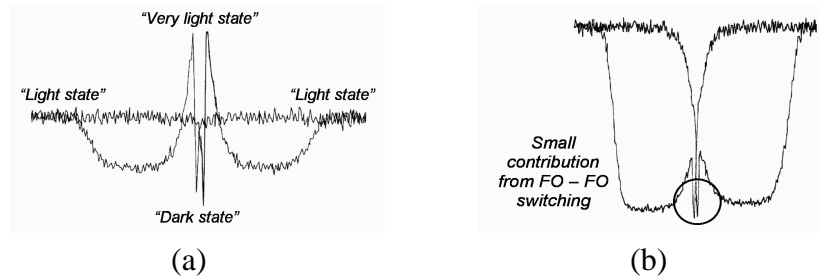 “Very light state”
“Light state”
“Light state”
“Dark state”
(a)
Small
contribution
from FO – FO
switching
(b)